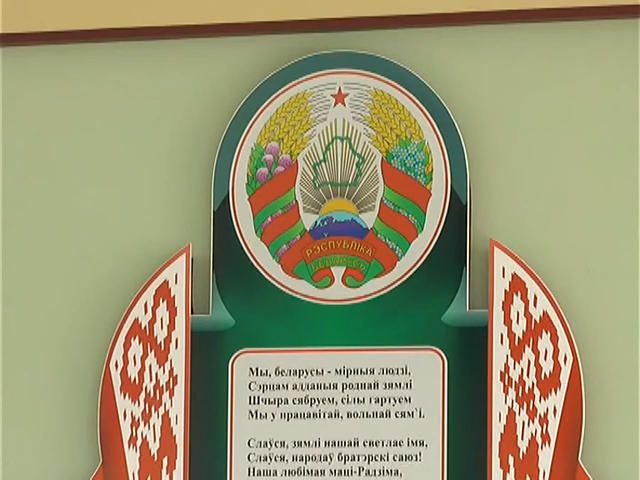 РЭСПУБЛІКА
БЕЛАРУСЬ
Мы, беларусы - мірныя людзі,
Сэрцам адданыя роднай зямлі
Шчыра сябруем, сілы гартуем
Мы у працавітай, вольнай сям`і.
Слаўся, зямлі нашай светлае імя,
Слаўся, народаў братэрскі саюз!
Наша любімая маці-Радзіма,